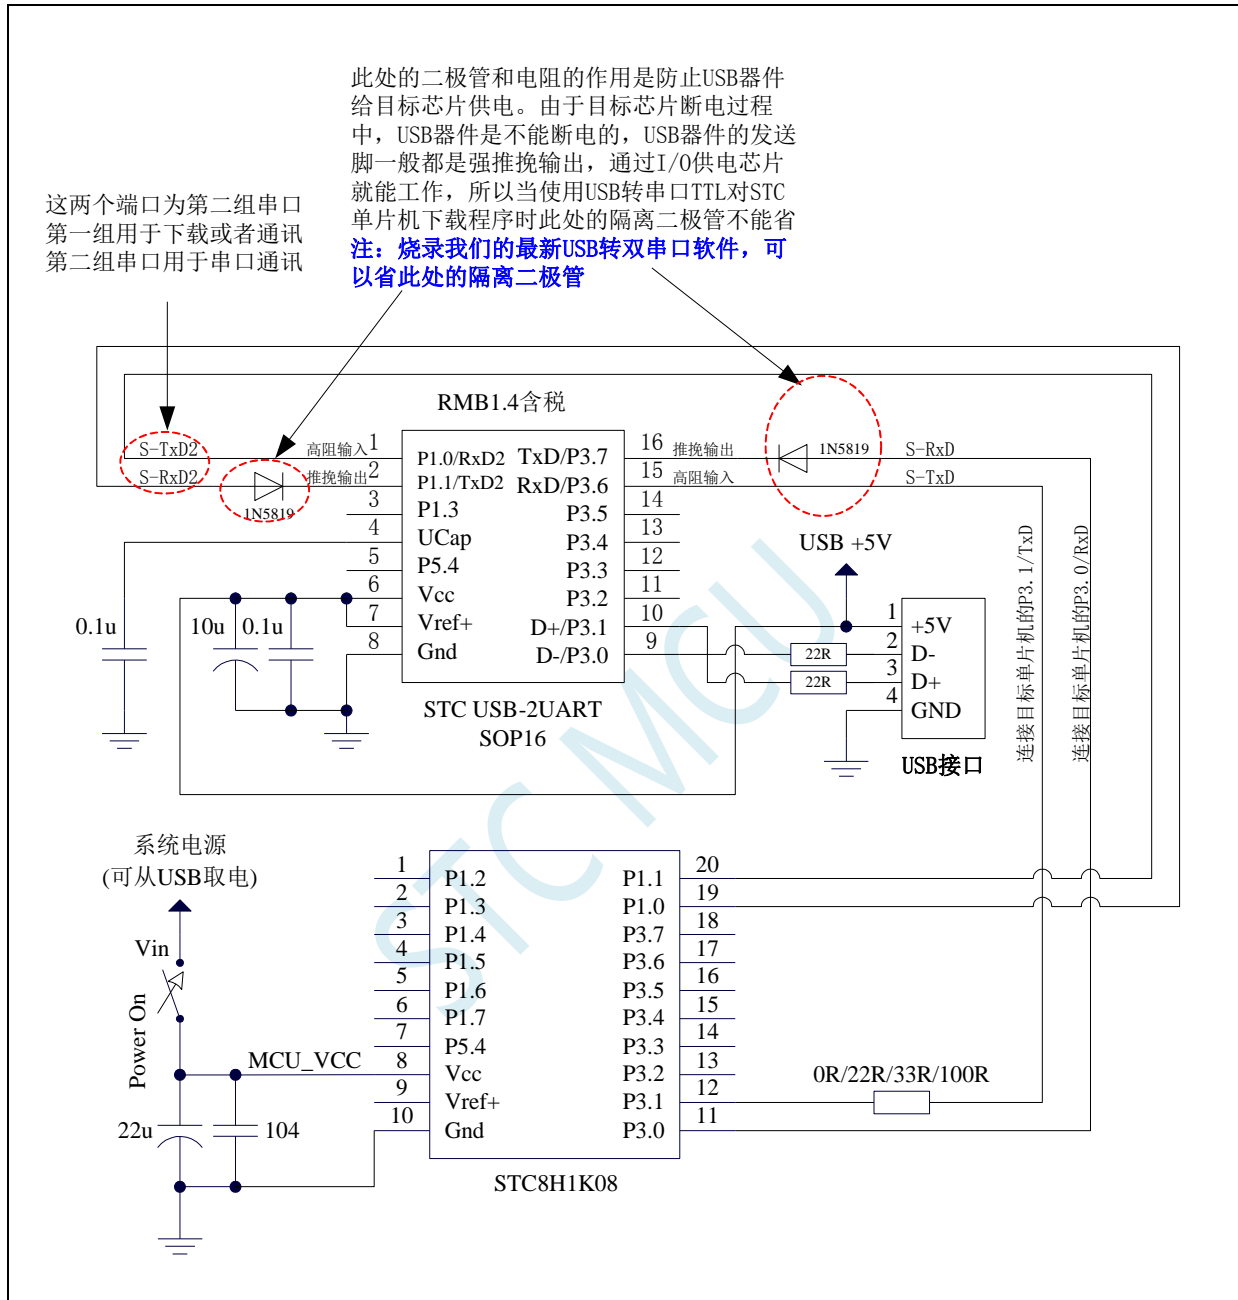 此处的二极管和电阻的作用是防止USB器件
给目标芯片供电。由于目标芯片断电过程
中，USB器件是不能断电的，USB器件的发送
脚一般都是强推挽输出，通过I/O供电芯片
就能工作，所以当使用USB转串口TTL对STC
单片机下载程序时此处的隔离二极管不能省
注：烧录我们的最新USB转双串口软件，可
以省此处的隔离二极管
这两个端口为第二组串口
第一组用于下载或者通讯
第二组串口用于串口通讯
RMB1.4含税
S-TxD2
高阻输入
1
P1.0/RxD2
TxD/P3.7
16
推挽输出
1N5819
S-RxD
S-RxD2
1N5819
推挽输出
2
P1.1/TxD2
RxD/P3.6
15
高阻输入
S-TxD
3
P1.3
P3.5
14
4
UCap
P3.4
13
5
P5.4
P3.3
12
6
Vcc
P3.2
11
7
Vref+
D+/P3.1
10
8
Gnd
D-/P3.0
9
0.1u
10u
0.1u
STC USB-2UART
SOP16
USB +5V
22R
22R
1
+5V
2
D-
3
D+
4
GND
USB接口
连接目标单片机的P3.1/TxD
连接目标单片机的P3.0/RxD
STC MCU
系统电源
(可从USB取电)
Vin
Power On
MCU_VCC
22u
104
1
P1.2
P1.1
20
2
P1.3
P1.0
19
3
P1.4
P3.7
18
4
P1.5
P3.6
17
5
P1.6
P3.5
16
6
P1.7
P3.4
15
7
P5.4
P3.3
14
8
Vcc
P3.2
13
9
Vref+
P3.1
12
10
Gnd
P3.0
11
0R/22R/33R/100R
STC8H1K08